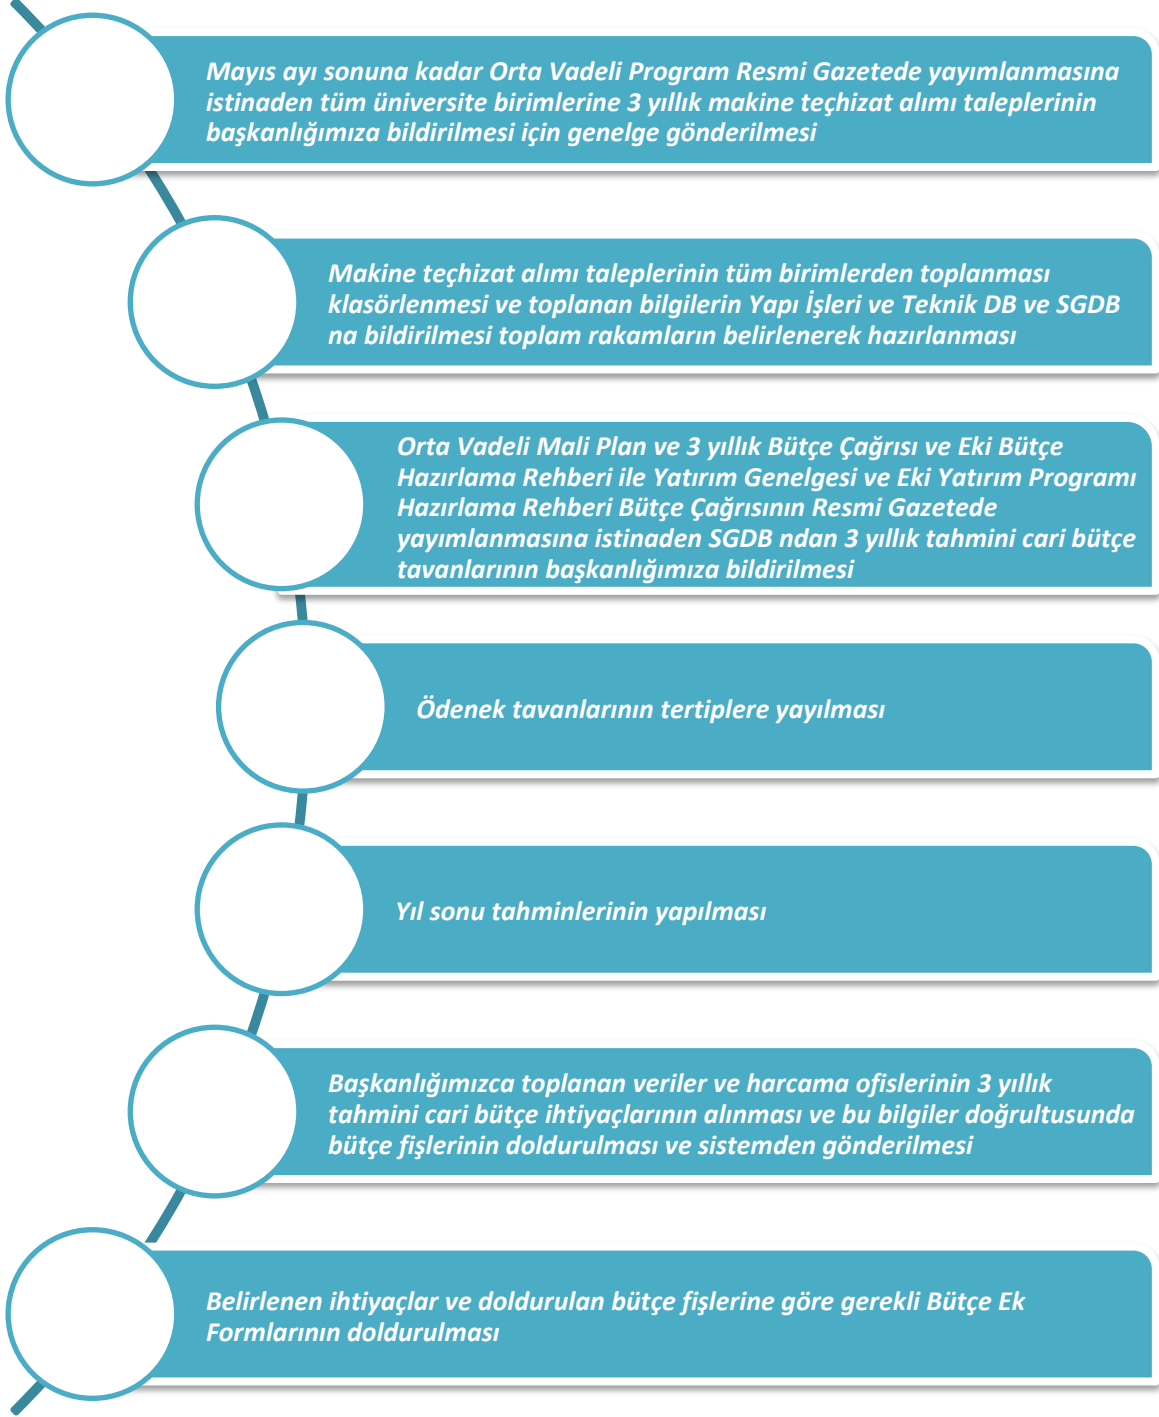 Mayıs ayı sonuna kadar Orta Vadeli Program Resmi Gazetede yayımlanmasına
istinaden tüm üniversite birimlerine 3 yıllık makine teçhizat alımı taleplerinin
başkanlığımıza bildirilmesi için genelge gönderilmesi
Makine teçhizat alımı taleplerinin tüm birimlerden toplanması
klasörlenmesi ve toplanan bilgilerin Yapı İşleri ve Teknik DB ve SGDB
na bildirilmesi toplam rakamların belirlenerek hazırlanması
Orta Vadeli Mali Plan ve 3 yıllık Bütçe Çağrısı ve Eki Bütçe
Hazırlama Rehberi ile Yatırım Genelgesi ve Eki Yatırım Programı
Hazırlama Rehberi Bütçe Çağrısının Resmi Gazetede
yayımlanmasına istinaden SGDB ndan 3 yıllık tahmini cari bütçe
tavanlarının başkanlığımıza bildirilmesi
Ödenek tavanlarının tertiplere yayılması
Yıl sonu tahminlerinin yapılması
Başkanlığımızca toplanan veriler ve harcama ofislerinin 3 yıllık
tahmini cari bütçe ihtiyaçlarının alınması ve bu bilgiler doğrultusunda
bütçe fişlerinin doldurulması ve sistemden gönderilmesi
Belirlenen ihtiyaçlar ve doldurulan bütçe fişlerine göre gerekli Bütçe Ek
Formlarının doldurulması